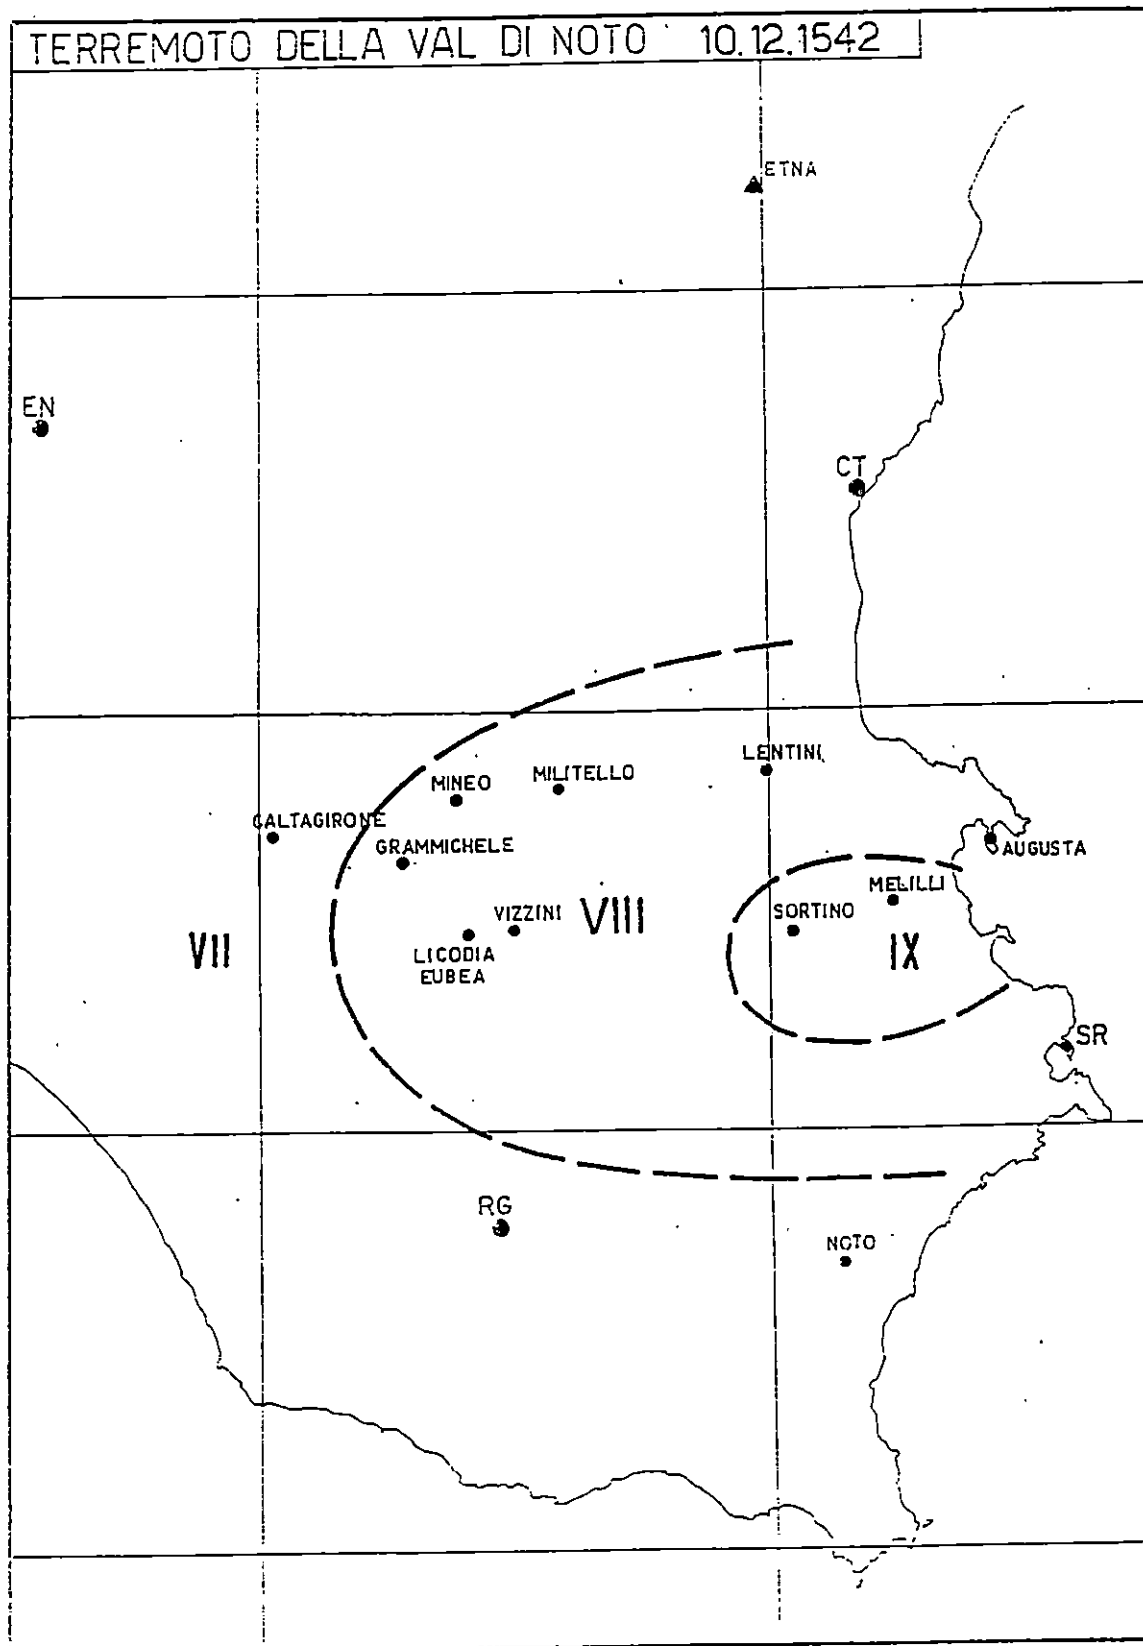 TERREMOTO DELLA VAL DI NOTO 10.12.1542
ETNA
EN
CT
LENTINI
MINEO
MILITELLO
CALTAGIRONE
GRAMMICHELE
AUGUSTA
MELILLI
SORTINO
VIZZINI
VIII
VII
LICODIA
EUBEA
IX
SR
RG
NOTO